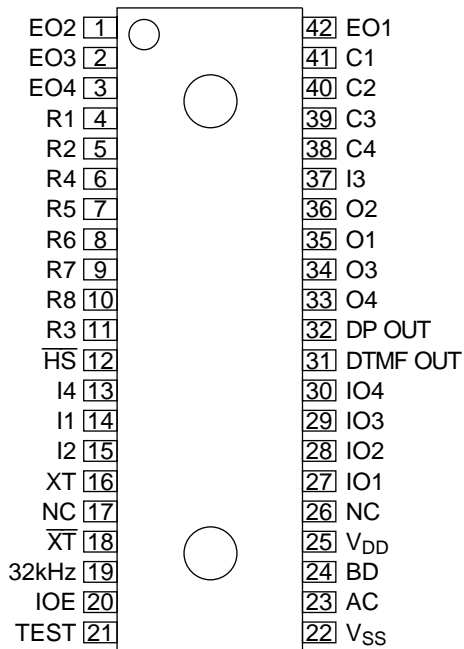 EO2 1 42 EO1
EO3 2 41 C1
EO4 3 40 C2
R1 4 39 C3
R2 5 38 C4
R4 6 37 I3
R5 7 36 O2
R6 8 35 O1
R7 9 34 O3
R8 10 33 O4
R3 11 32 DP OUT
H̅S̅ 12 31 DTMF OUT
I4 13 30 IO4
I1 14 29 IO3
I2 15 28 IO2
XT 16 27 IO1
NC 17 26 NC
X̅T̅ 18 25 VDD
32kHz 19 24 BD
IOE 20 23 AC
TEST 21 22 VSS